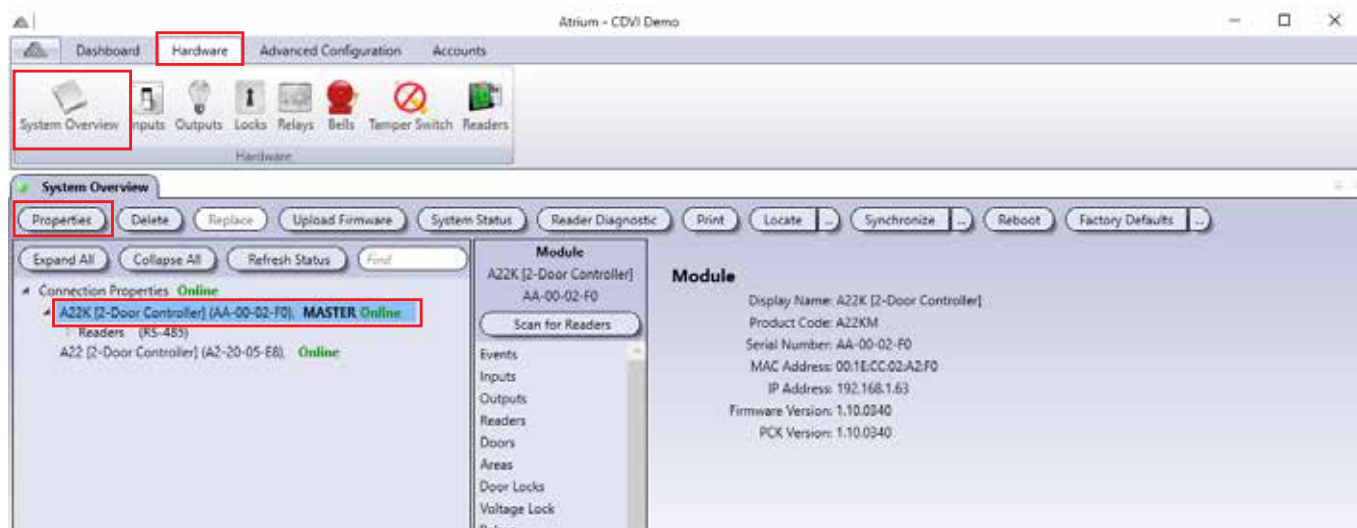 Atrium - CDVI Demo
Dashboard Hardware Advanced Configuration Accounts
System Overview nputs Outputs Locks Relays Bells Tamper Switch Readers
Hardware
System Overview
Properties Delete Replace Upload Firmware System Status Reader Diagnostic Print Locate ... Synchronize ... Reboot Factory Defaults ...
Expand All Collapse All Refresh Status Find
Connection Properties Online
A22K [2-Door Controller] (AA-00-02-F0), MASTER Online
Readers (RS-485)
A22 [2-Door Controller] (A2-20-05-E8), Online
Module
A22K [2-Door Controller]
AA-00-02-F0
Scan for Readers
Events
Inputs
Outputs
Readers
Doors
Areas
Door Locks
Voltage Lock
Module
Display Name: A22K [2-Door Controller]
Product Code: A22KM
Serial Number: AA-00-02-F0
MAC Address: 00:1E:CC:02:A2:F0
IP Address: 192.168.1.63
Firmware Version: 1.10.0340
PCK Version: 1.10.0340